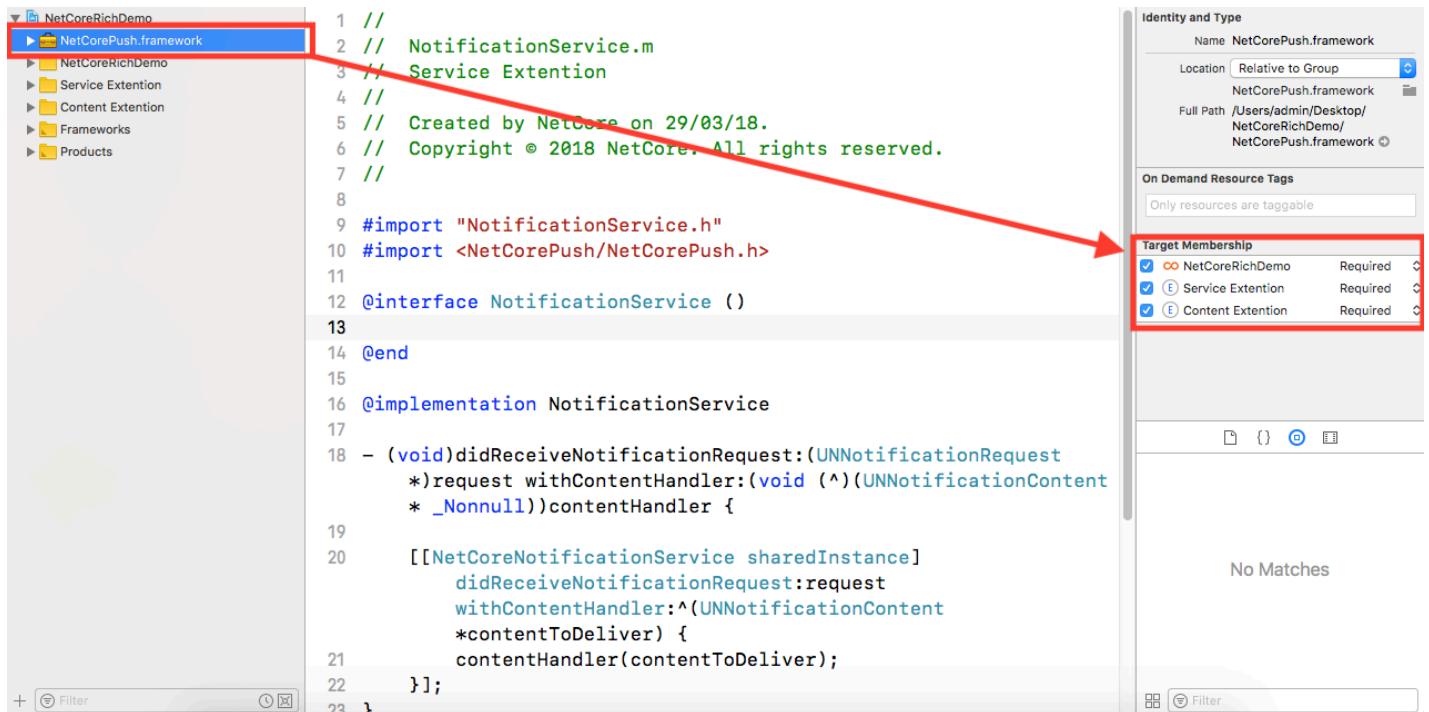 NetCoreRichDemo
NetCorePush.framework
NetCoreRichDemo
Service Extention
Content Extention
Frameworks
Products
Filter
1 //
2 // NotificationService.m
3 // Service Extention
4 //
5 // Created by NetCore on 29/03/18.
6 // Copyright © 2018 NetCore. All rights reserved.
7 //
8
9 #import "NotificationService.h"
10 #import <NetCorePush/NetCorePush.h>
11
12 @interface NotificationService ()
13
14 @end
15
16 @implementation NotificationService
17
18 - (void)didReceiveNotificationRequest:(UNNotificationRequest
*)request withContentHandler:(void (^)(UNNotificationContent
* _Nonnull))contentHandler {
19
20 [[NetCoreNotificationService sharedInstance]
didReceiveNotificationRequest:request
withContentHandler:^(UNNotificationContent
*contentToDeliver) {
21 contentHandler(contentToDeliver);
22 }];
23 }
Identity and Type
Name NetCorePush.framework
Location Relative to Group
NetCorePush.framework
Full Path /Users/admin/Desktop/
NetCoreRichDemo/
NetCorePush.framework
On Demand Resource Tags
Only resources are taggable
Target Membership
NetCoreRichDemo Required
E Service Extention Required
E Content Extention Required
{}
No Matches
Filter